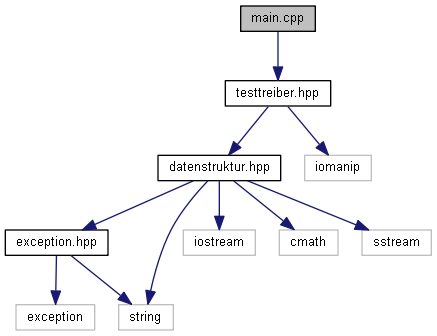 main.cpp
testtreiber.hpp
datenstruktur.hpp
iomanip
exception.hpp
iostream
cmath
sstream
exception
string